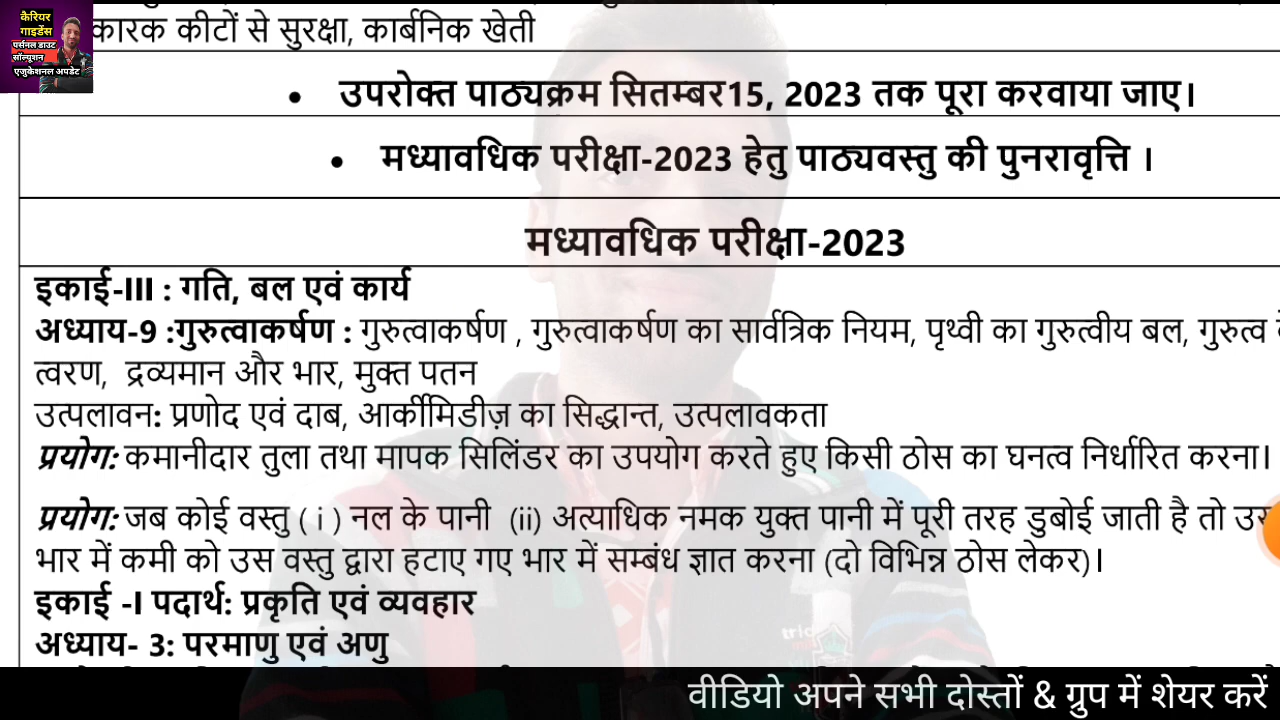 कैरियर
गाइडेंस
पर्सनल डाउट
सॉल्यूशन
एजुकेशनल अपडेट
कारक कीटों से सुरक्षा, कार्बनिक खेती
• उपरोक्त पाठ्यक्रम सितम्बर15, 2023 तक पूरा करवाया जाए।
• मध्यावधिक परीक्षा-2023 हेतु पाठ्यवस्तु की पुनरावृत्ति ।
मध्यावधिक परीक्षा-2023
इकाई-III : गति, बल एवं कार्य
अध्याय-9 :गुरुत्वाकर्षण : गुरुत्वाकर्षण , गुरुत्वाकर्षण का सार्वत्रिक नियम, पृथ्वी का गुरुत्वीय बल, गुरुत्व
त्वरण, द्रव्यमान और भार, मुक्त पतन
उत्पलावन: प्रणोद एवं दाब, आर्कीमिडीज़ का सिद्धान्त, उत्पलावकता
प्रयोग: कमानीदार तुला तथा मापक सिलिंडर का उपयोग करते हुए किसी ठोस का घनत्व निर्धारित करना।
प्रयोग: जब कोई वस्तु ( i ) नल के पानी (ii) अत्याधिक नमक युक्त पानी में पूरी तरह डुबोई जाती है तो
भार में कमी को उस वस्तु द्वारा हटाए गए भार में सम्बंध ज्ञात करना (दो विभिन्न ठोस लेकर)।
इकाई -I पदार्थ: प्रकृति एवं व्यवहार
अध्याय- 3: परमाणु एवं अणु
वीडियो अपने सभी दोस्तों & ग्रुप में शेयर करें